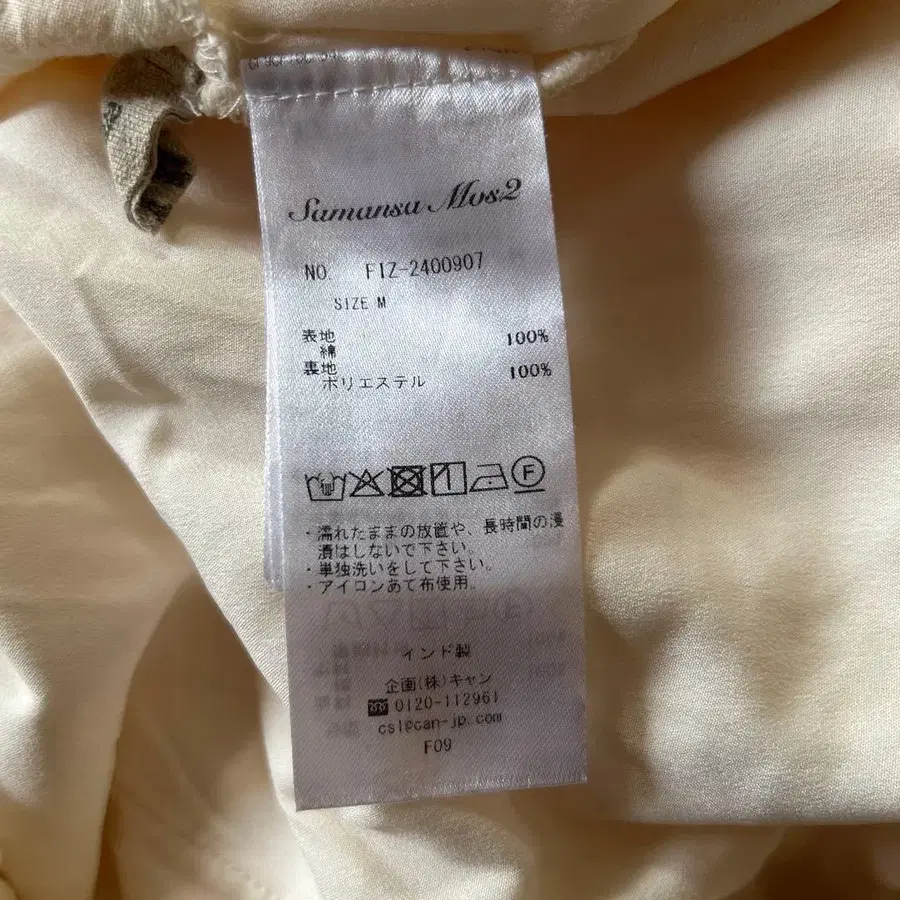 Samansa Mos2
NO. FIZ-2400907
SIZE M
表地
綿 100%
裏地
ポリエステル 100%
F
・濡れたままの放置や、長時間の浸
漬はしないで下さい。
・単独洗いをして下さい。
・アイコンあて布使用。
インド製
企画(株)キャン
0120-112961
cs1@can-jp.com
F09